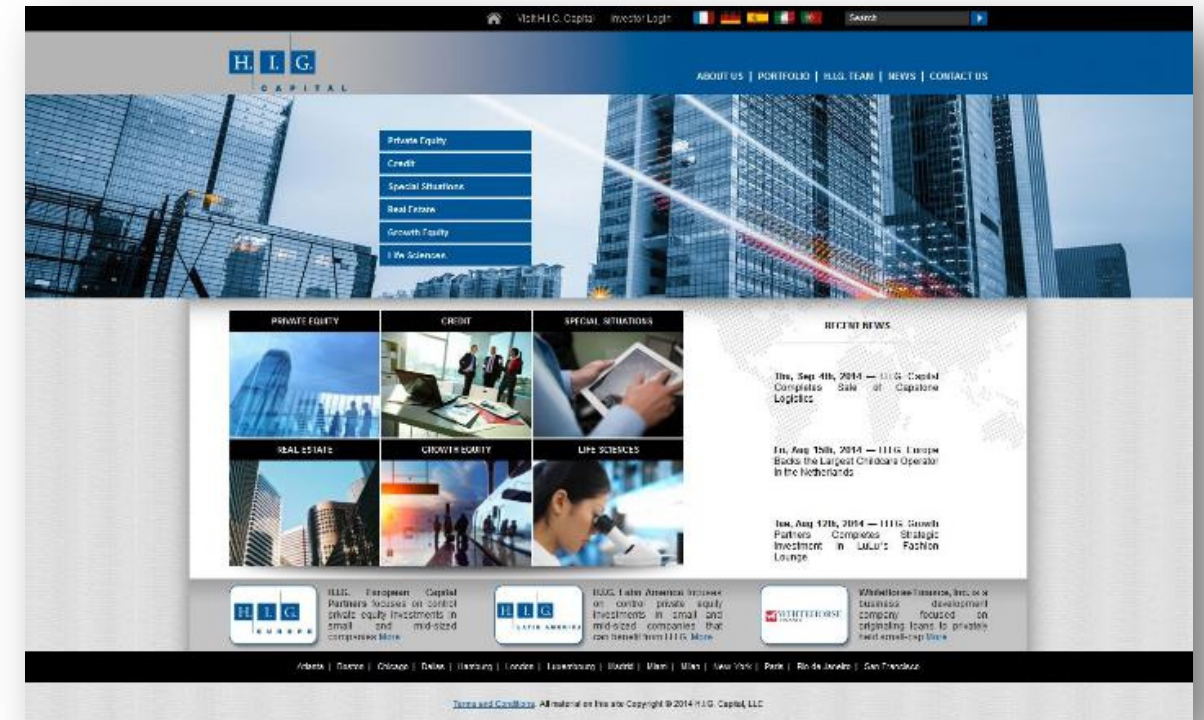 Visit H.I.G. Capital Investor Login Search
H. I. G.
CAPITAL
ABOUT US | PORTFOLIO | H.I.G. TEAM | NEWS | CONTACT US
Private Equity
Credit
Special Situations
Real Estate
Growth Equity
Life Sciences
PRIVATE EQUITY CREDIT SPECIAL SITUATIONS
REAL ESTATE GROWTH EQUITY LIFE SCIENCES
RECENT NEWS
Thu, Sep 4th, 2014 — H.I.G. Capital
Completes Sale of Capstone
Logistics
Fri, Aug 15th, 2014 — H.I.G. Europe
Backs the Largest Childcare Operator
in the Netherlands
Tue, Aug 12th, 2014 — H.I.G. Growth
Partners Completes Strategic
Investment in LuLu's Fashion
Lounge
H. I. G.
EUROPE
H.I.G. European Capital
Partners focuses on control
private equity investments in
small and mid-sized
companies More
H. I. G.
LATIN AMERICA
H.I.G. Latin America focuses
on control private equity
investments in small and
mid-sized companies that
can benefit from H.I.G. More
WHITEHORSE
FINANCE
WhiteHorse Finance, Inc. is a
business development
company focused on
originating loans to privately
held small-cap More
Atlanta | Boston | Chicago | Dallas | Hamburg | London | Luxembourg | Madrid | Miami | Milan | New York | Paris | Rio de Janeiro | San Francisco
Terms and Conditions. All material on this site Copyright © 2014 H.I.G. Capital, LLC